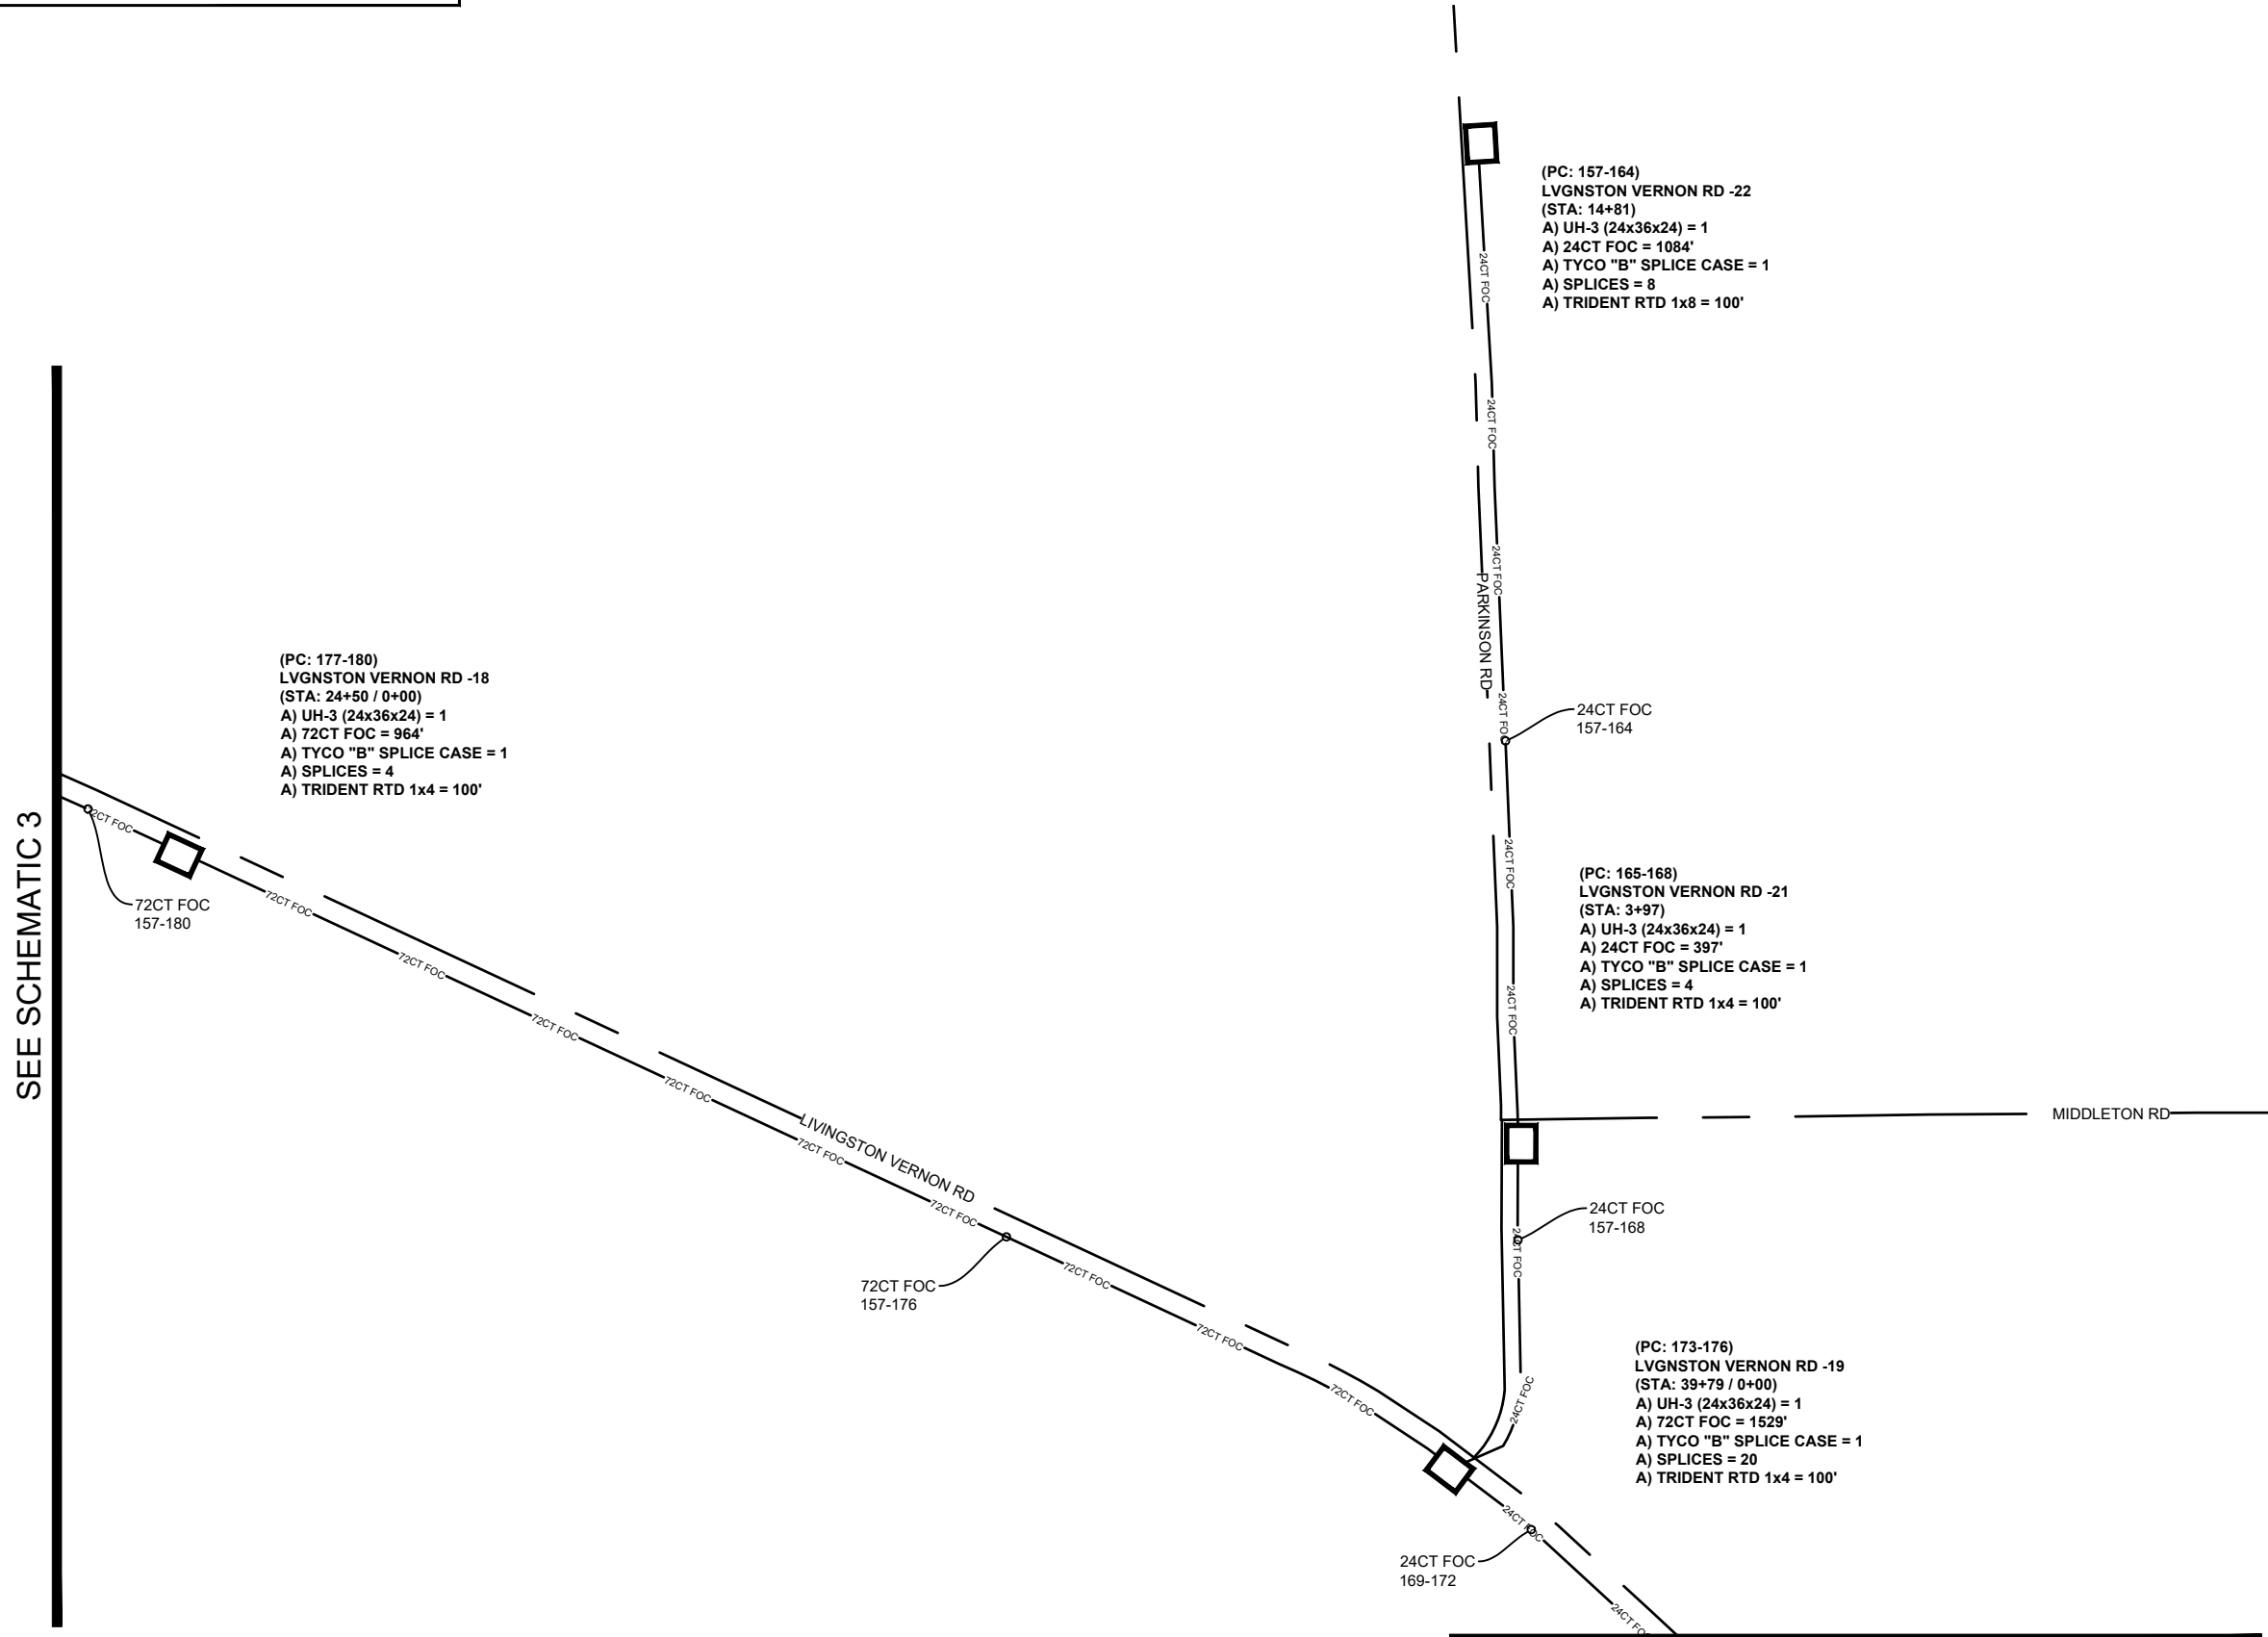 (PC: 157-164)
LVGNSTON VERNON RD -22
(STA: 14+81)
A) UH-3 (24x36x24) = 1
A) 24CT FOC = 1084'
A) TYCO "B" SPLICE CASE = 1
A) SPLICES = 8
A) TRIDENT RTD 1x8 = 100'
24CT FOC
24CT FOC
24CT FOC
PARKINSON RD
24CT FOC
24CT FOC
157-164
(PC: 177-180)
LVGNSTON VERNON RD -18
(STA: 24+50 / 0+00)
A) UH-3 (24x36x24) = 1
A) 72CT FOC = 964'
A) TYCO "B" SPLICE CASE = 1
A) SPLICES = 4
A) TRIDENT RTD 1x4 = 100'
SEE SCHEMATIC 3
2CT FOC
72CT FOC
157-180
72CT FOC
72CT FOC
72CT FOC
72CT FOC
LIVINGSTON VERNON RD
72CT FOC
72CT FOC
72CT FOC
157-176
72CT FOC
72CT FOC
72CT FOC
24CT FOC
(PC: 165-168)
LVGNSTON VERNON RD -21
(STA: 3+97)
A) UH-3 (24x36x24) = 1
A) 24CT FOC = 397'
A) TYCO "B" SPLICE CASE = 1
A) SPLICES = 4
A) TRIDENT RTD 1x4 = 100'
24CT FOC
MIDDLETON RD
24CT FOC
157-168
24CT FOC
24CT FOC
(PC: 173-176)
LVGNSTON VERNON RD -19
(STA: 39+79 / 0+00)
A) UH-3 (24x36x24) = 1
A) 72CT FOC = 1529'
A) TYCO "B" SPLICE CASE = 1
A) SPLICES = 20
A) TRIDENT RTD 1x4 = 100'
24CT FOC
24CT FOC
169-172
24CT FOC